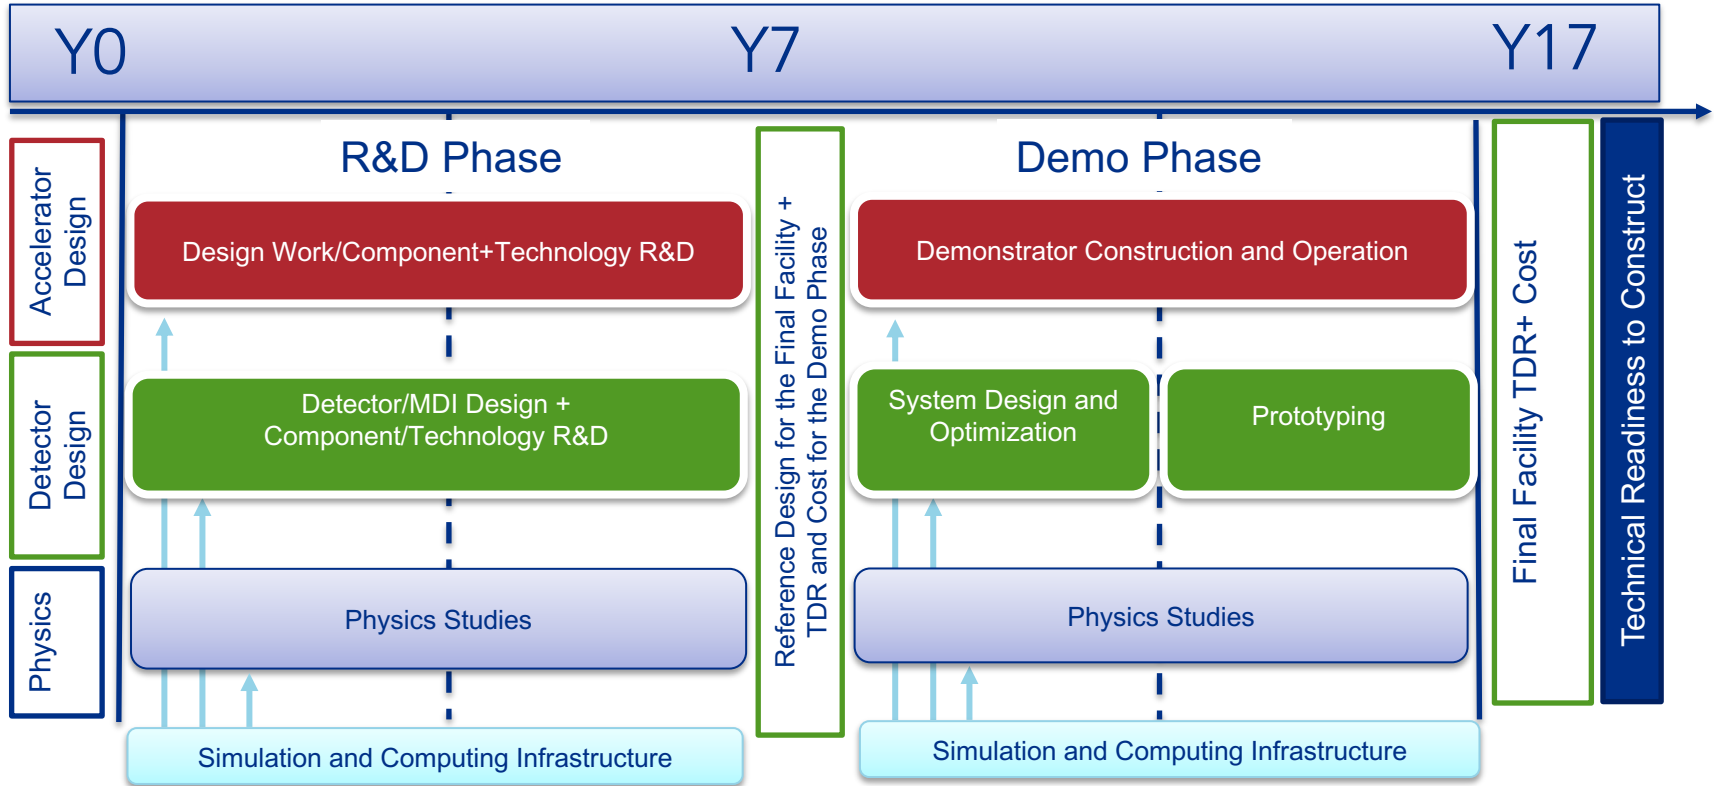 Y0
Y7
Y17
R&D Phase
Demo Phase
Accelerator
Design
Design Work/Component+Technology R&D
Demonstrator Construction and Operation
Detector
Design
Detector/MDI Design +
Component/Technology R&D
System Design and
Optimization
Prototyping
Physics
Physics Studies
Physics Studies
Simulation and Computing Infrastructure
Simulation and Computing Infrastructure
Reference Design for the Final Facility +
TDR and Cost for the Demo Phase
Final Facility TDR+ Cost
Technical Readiness to Construct